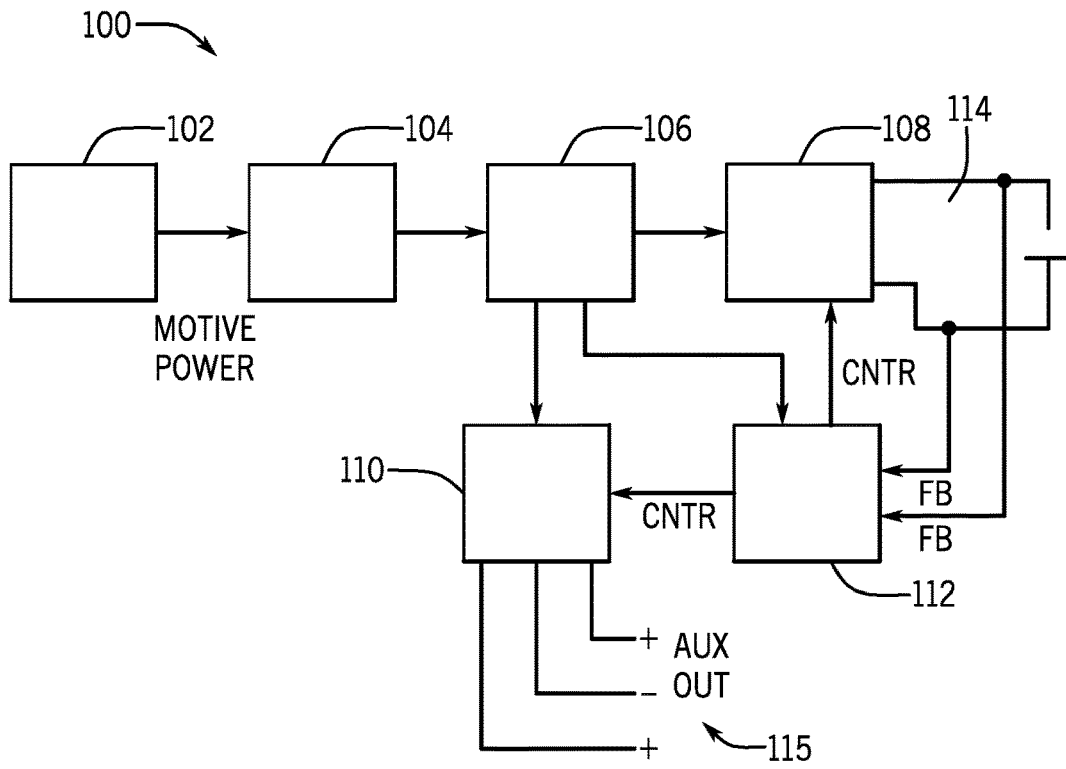 100
102
104
106
108
114
MOTIVE
POWER
CNTR
110
CNTR
FB
FB
112
+ AUX
- OUT
+
115